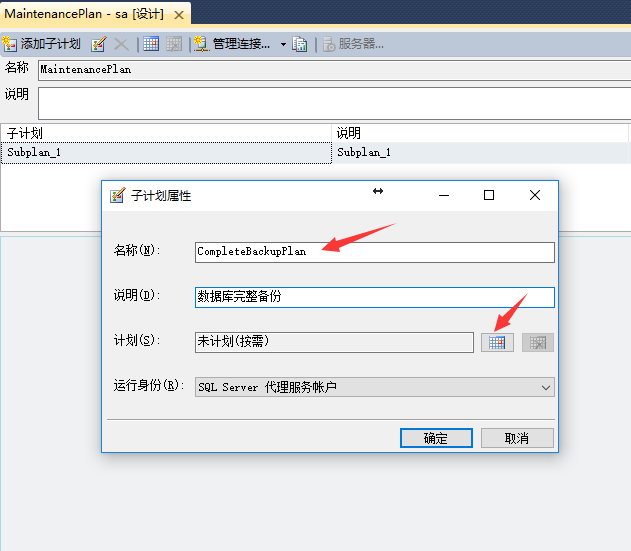 MaintenancePlan - sa [设计]
添加子计划 管理连接... 服务器...
名称 MaintenancePlan
说明
子计划 说明
Subplan_1 Subplan_1
子计划属性
名称(N): CompleteBackupPlan
说明(D): 数据库完整备份
计划(S): 未计划(按需)
运行身份(R): SQL Server 代理服务帐户
确定 取消